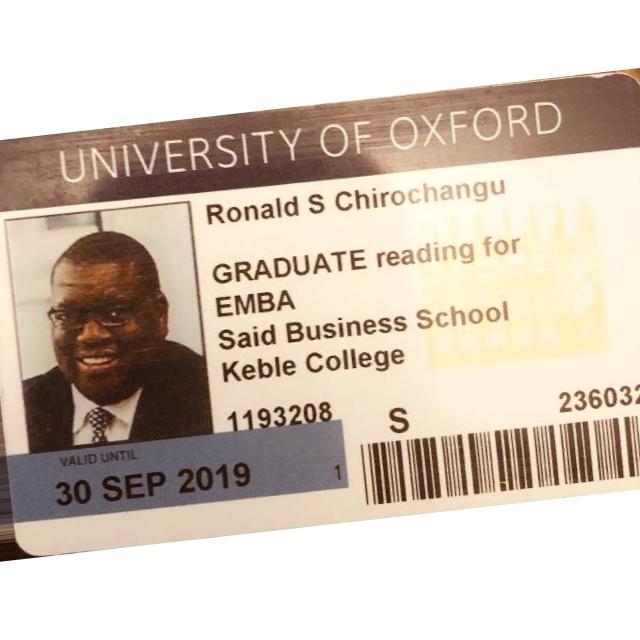 UNIVERSITY OF OXFORD
Ronald S Chirochangu
GRADUATE reading for
EMBA
Said Business School
Keble College
1193208 S 236032
VALID UNTIL
30 SEP 2019 1